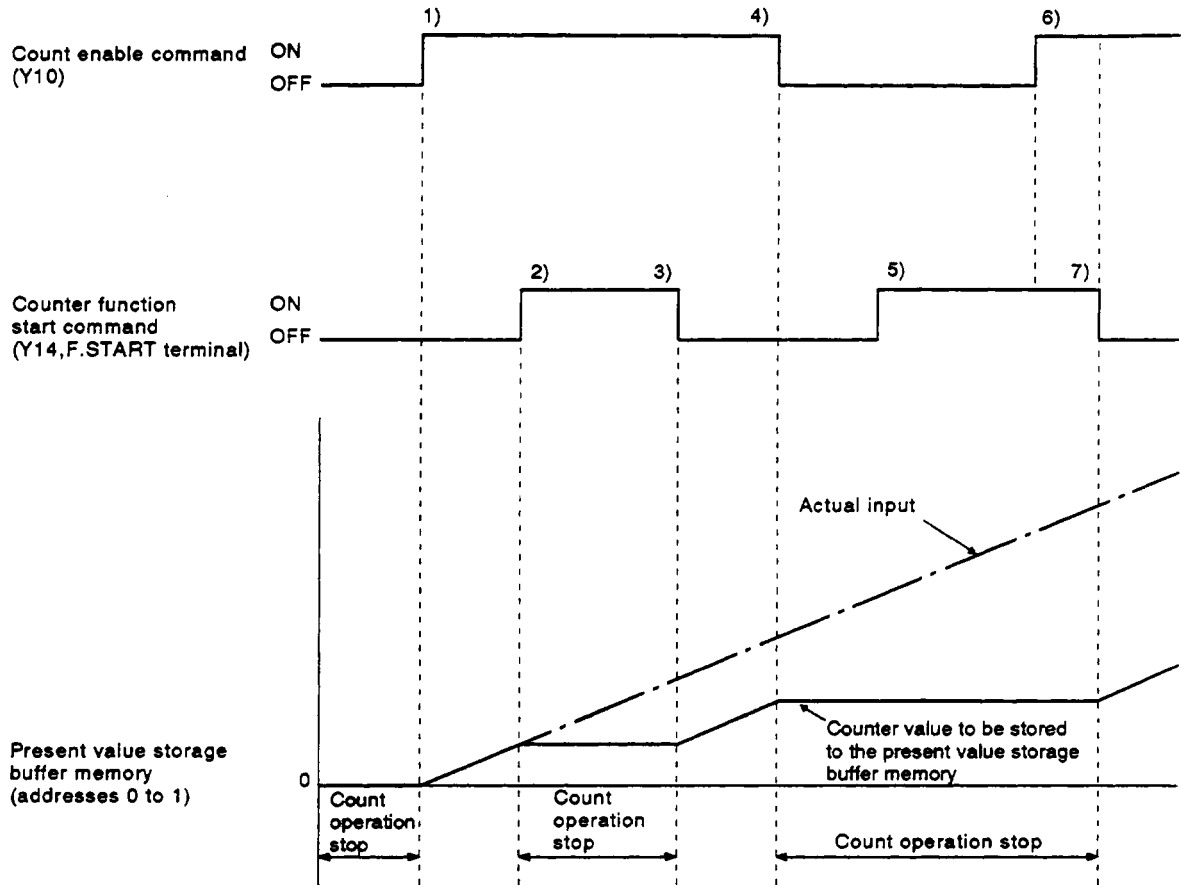 1)
4)
6)
Count enable command
(Y10)
ON
OFF
2)
3)
5)
7)
Counter function
start command
(Y14,F.START terminal)
ON
OFF
Actual input
Counter value to be stored
to the present value storage
buffer memory
Present value storage
buffer memory
(addresses 0 to 1)
0
Count
operation
stop
Count
operation
stop
Count operation stop